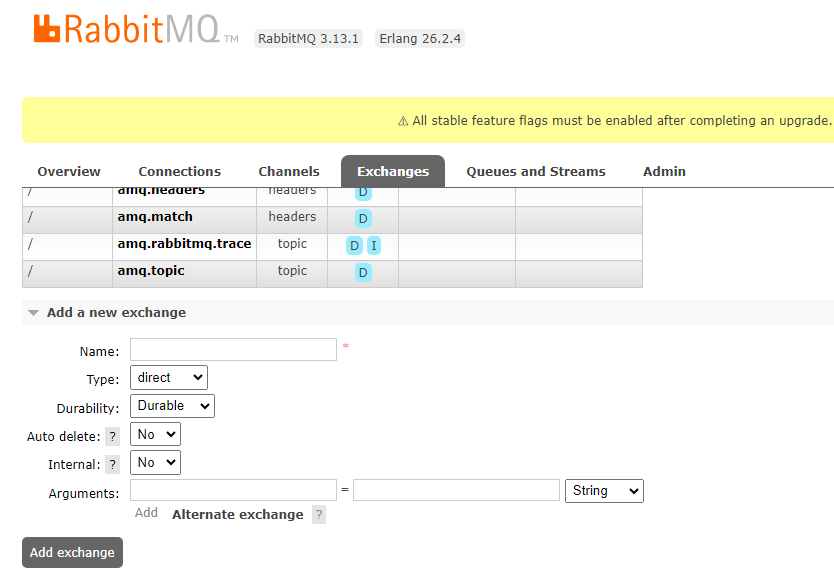 RabbitMQ TM RabbitMQ 3.13.1 Erlang 26.2.4
⚠ All stable feature flags must be enabled after completing an upgrade.
Overview Connections Channels Exchanges Queues and Streams Admin
/ amq.headers headers D
/ amq.match headers D
/ amq.rabbitmq.trace topic D I
/ amq.topic topic D
Add a new exchange
Name: *
Type: direct
Durability: Durable
Auto delete: ? No
Internal: ? No
Arguments: = String
Add Alternate exchange ?
Add exchange